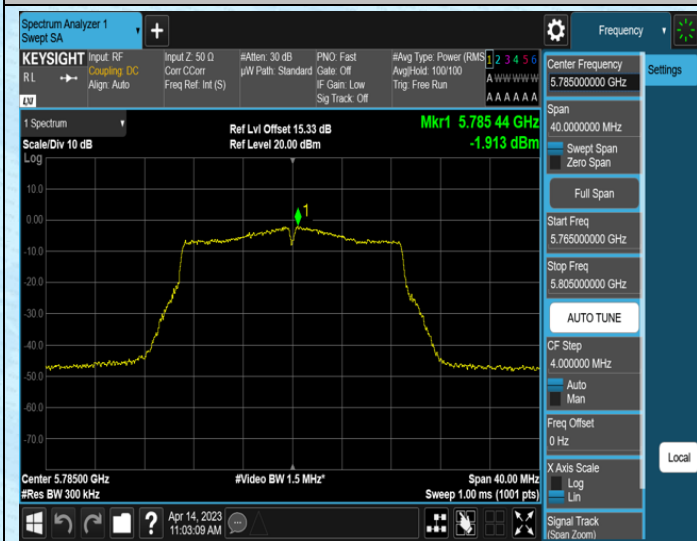 Spectrum Analyzer 1
Swept SA
+
Frequency
KEYSIGHT
RL
LXI
Input: RF
Coupling: DC
Align: Auto
Input Z: 50 Ω
Corr CCorr
Freq Ref: Int (S)
#Atten: 30 dB
µW Path: Standard
PNO: Fast
Gate: Off
IF Gain: Low
Sig Track: Off
#Avg Type: Power (RMS
Avg|Hold: 100/100
Trig: Free Run
1 2 3 4 5 6
A W W W W W
A A A A A A
Center Frequency
5.785000000 GHz
Settings
Span
40.0000000 MHz
Swept Span
Zero Span
Full Span
Start Freq
5.765000000 GHz
Stop Freq
5.805000000 GHz
AUTO TUNE
CF Step
4.000000 MHz
Auto
Man
Freq Offset
0 Hz
X Axis Scale
Log
Lin
Signal Track
(Span Zoom)
Local
1 Spectrum
Scale/Div 10 dB
Log
Ref Lvl Offset 15.33 dB
Ref Level 20.00 dBm
Mkr1 5.785 44 GHz
-1.913 dBm
1
10.0
0.00
-10.0
-20.0
-30.0
-40.0
-50.0
-60.0
-70.0
Center 5.78500 GHz
#Res BW 300 kHz
#Video BW 1.5 MHz*
Span 40.00 MHz
Sweep 1.00 ms (1001 pts)
?
Apr 14, 2023
11:03:09 AM